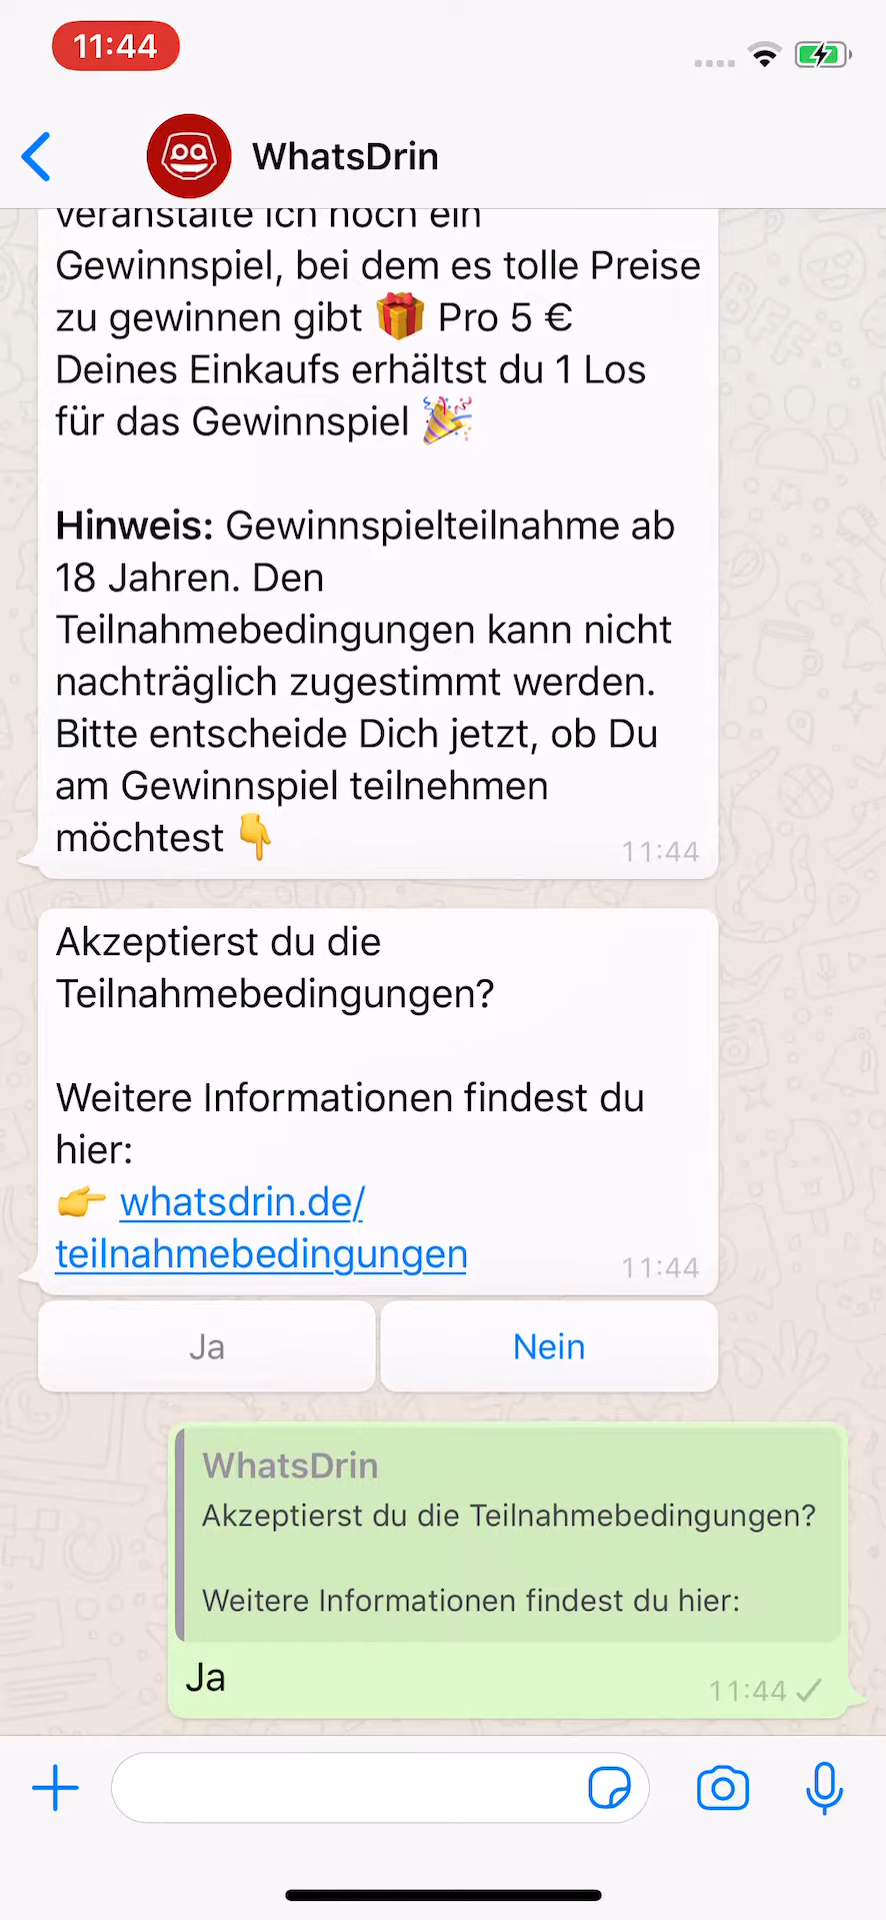 11:44
WhatsDrin
veranstalte ich noch ein
Gewinnspiel, bei dem es tolle Preise
zu gewinnen gibt 🎁 Pro 5 €
Deines Einkaufs erhältst du 1 Los
für das Gewinnspiel 🎉
Hinweis: Gewinnspielteilnahme ab
18 Jahren. Den
Teilnahmebedingungen kann nicht
nachträglich zugestimmt werden.
Bitte entscheide Dich jetzt, ob Du
am Gewinnspiel teilnehmen
möchtest 👇
11:44
Akzeptierst du die
Teilnahmebedingungen?
Weitere Informationen findest du
hier:
👉 whatsdrin.de/
teilnahmebedingungen
11:44
Ja
Nein
WhatsDrin
Akzeptierst du die Teilnahmebedingungen?
Weitere Informationen findest du hier:
Ja
11:44